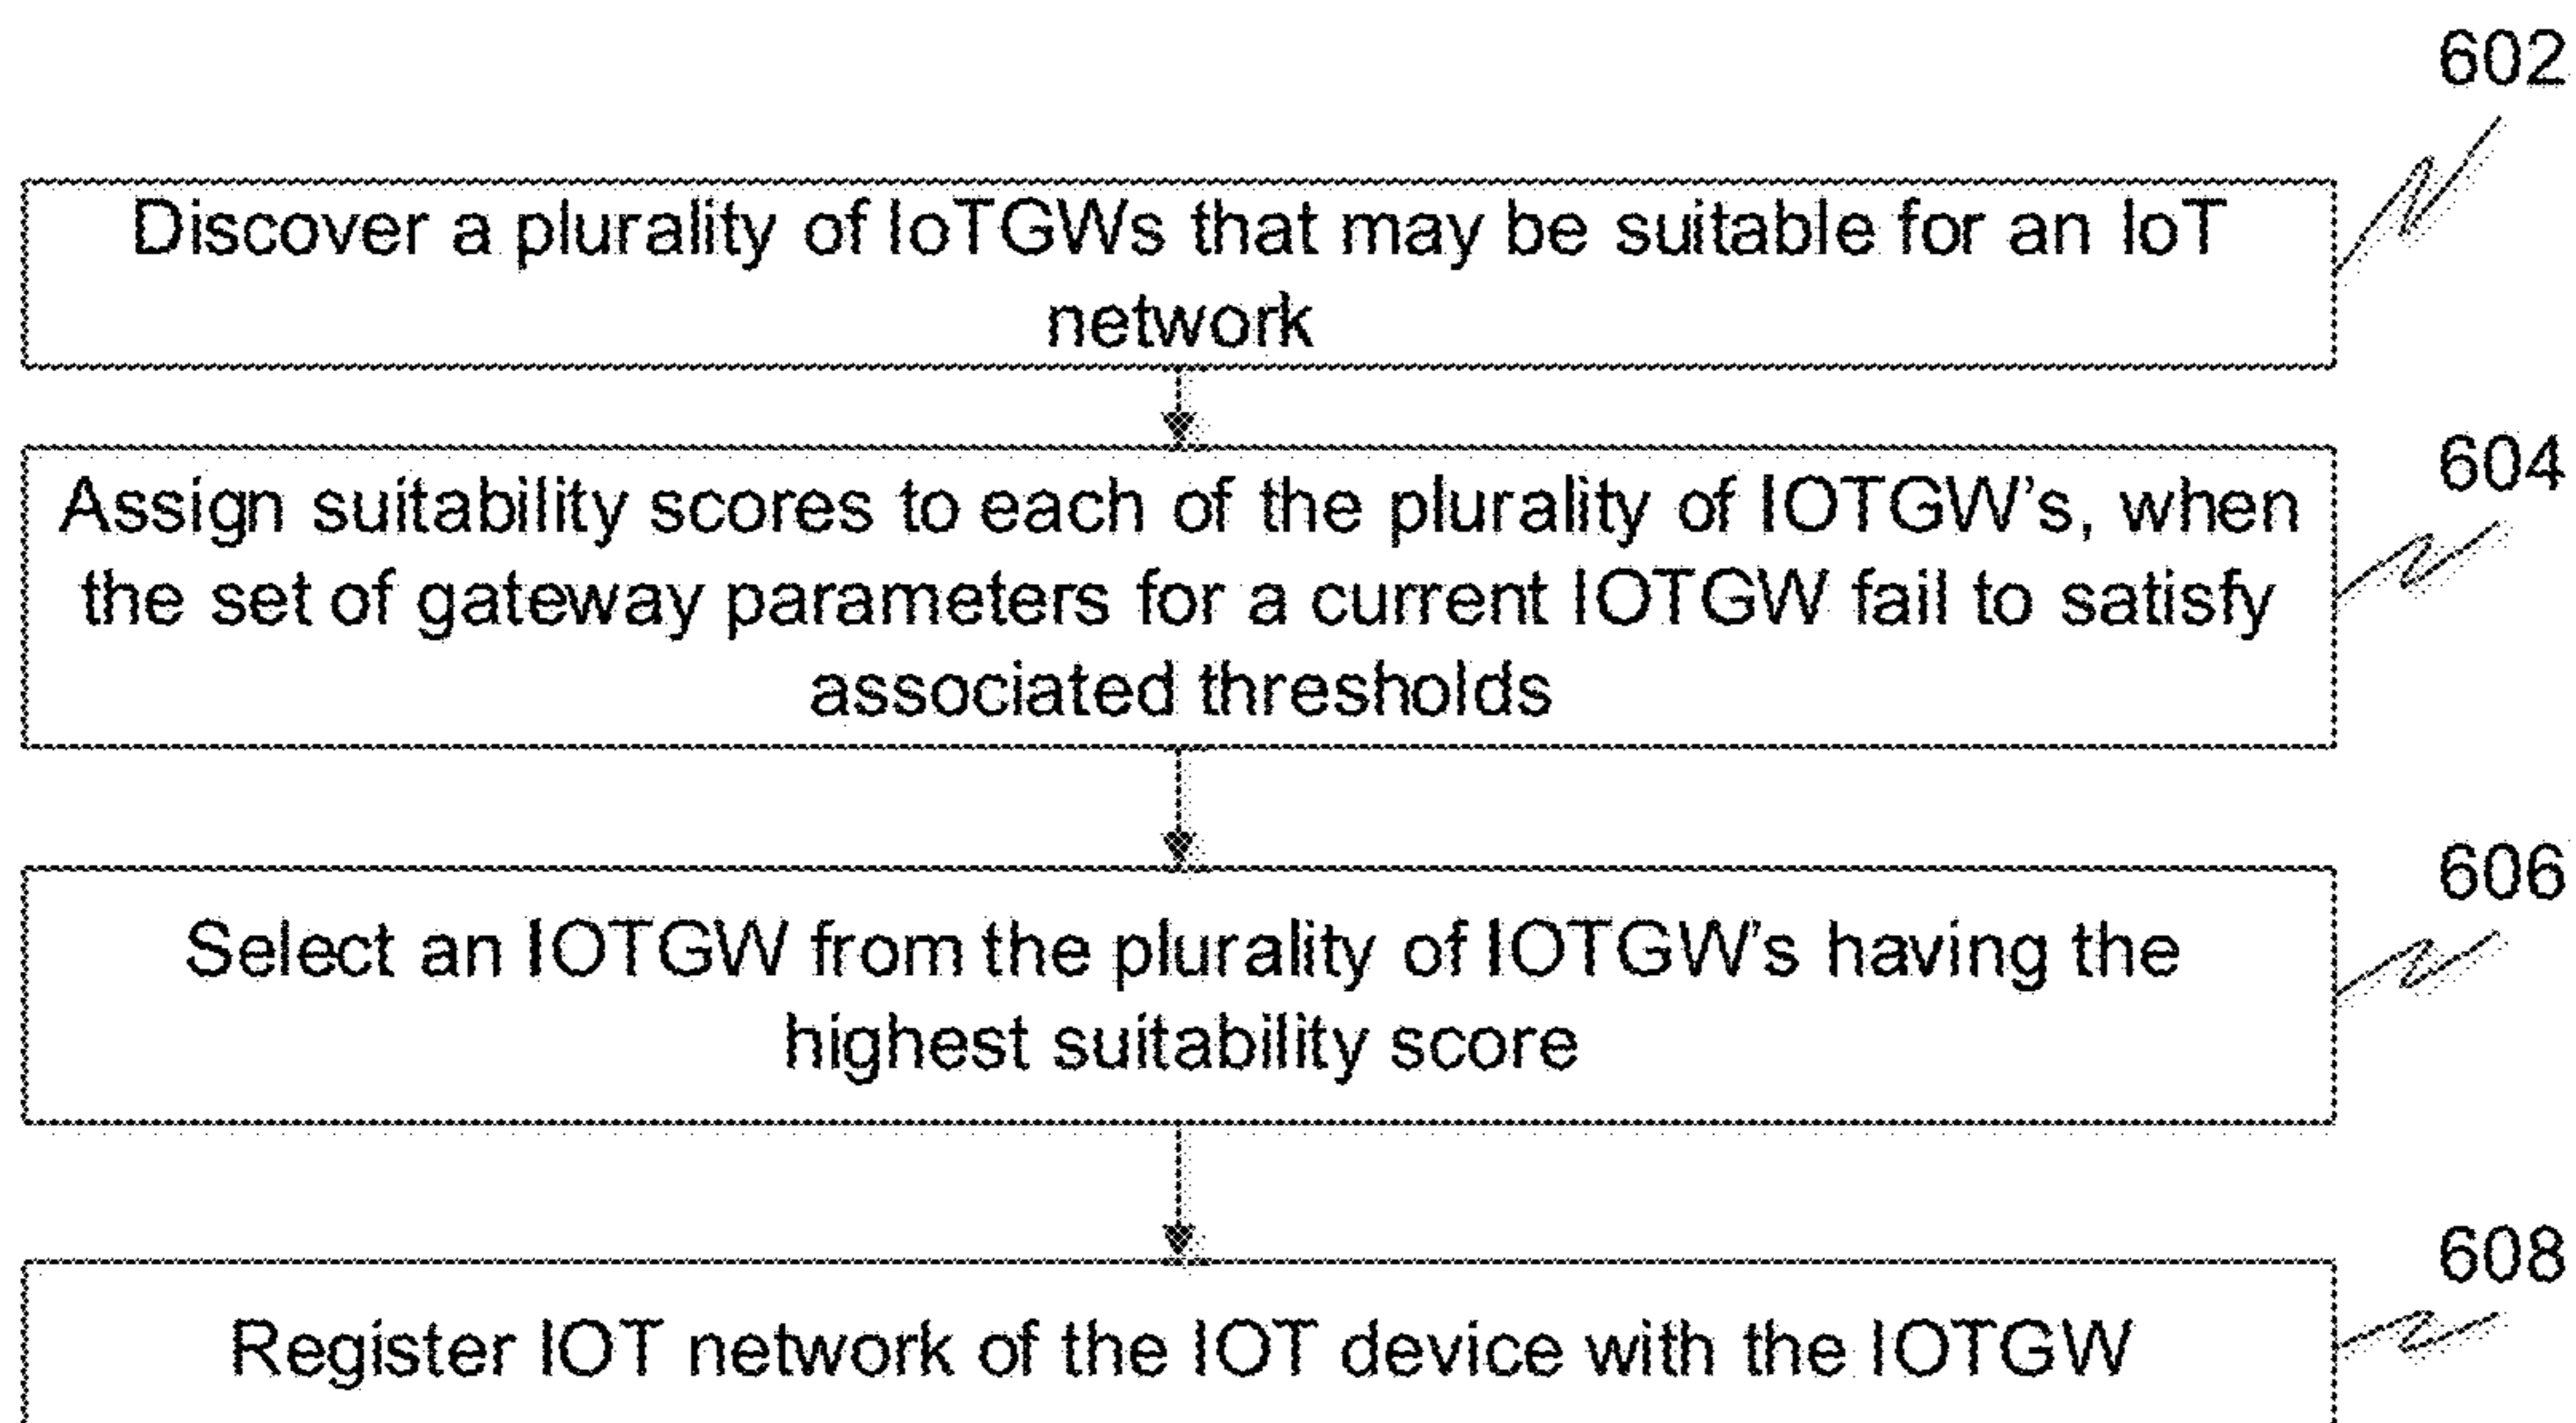 602
Discover a plurality of IoTGWs that may be suitable for an IoT
network
604
Assign suitability scores to each of the plurality of IOTGW's, when
the set of gateway parameters for a current IOTGW fail to satisfy
associated thresholds
606
Select an IOTGW from the plurality of IOTGW's having the
highest suitability score
608
Register IOT network of the IOT device with the IOTGW